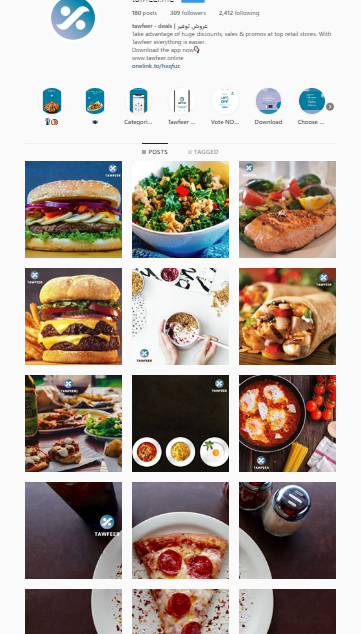 180 posts 309 followers 2,412 following
tawfeer - deals | عروض توفير
Take advantage of huge discounts, sales & promos at top retail stores. With
tawfeer everything is easier.
Download the app now
www.tawfeer.online
onelink.to/hxqfuc
Categori... Tawfeer ... Vote NO... Download Choose ...
POSTS TAGGED
TAWFEER
TAWFEER
TAWFEER
TAWFEER
TAWFEER
TAWFEER
TAWFEER
TAWFEER
TAWFEER